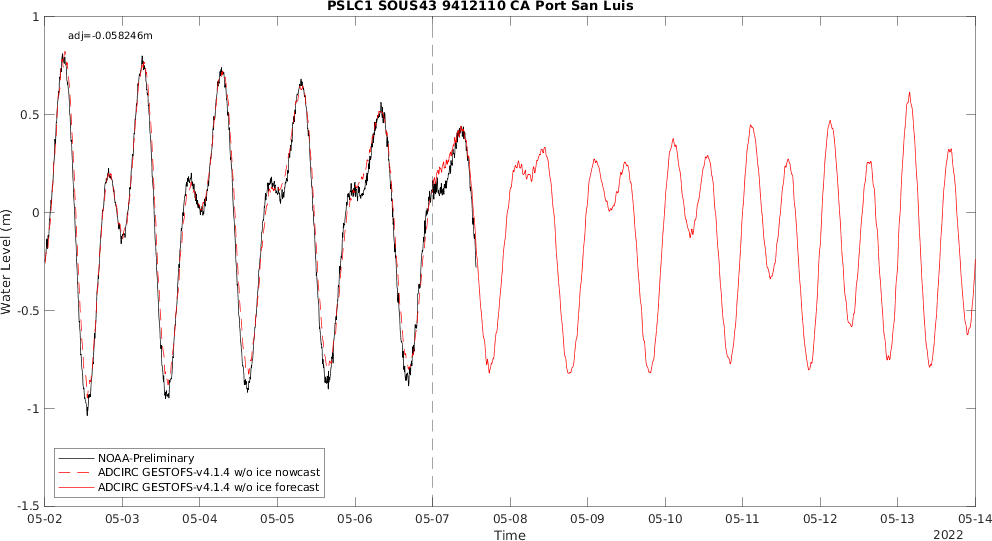 PSLC1 SOUS43 9412110 CA Port San Luis
adj=-0.058246m
1
0.5
0
-0.5
-1
-1.5
Water Level (m)
NOAA-Preliminary
ADCIRC GESTOFS-v4.1.4 w/o ice nowcast
ADCIRC GESTOFS-v4.1.4 w/o ice forecast
05-02 05-03 05-04 05-05 05-06 05-07 05-08 05-09 05-10 05-11 05-12 05-13 05-14
Time
2022